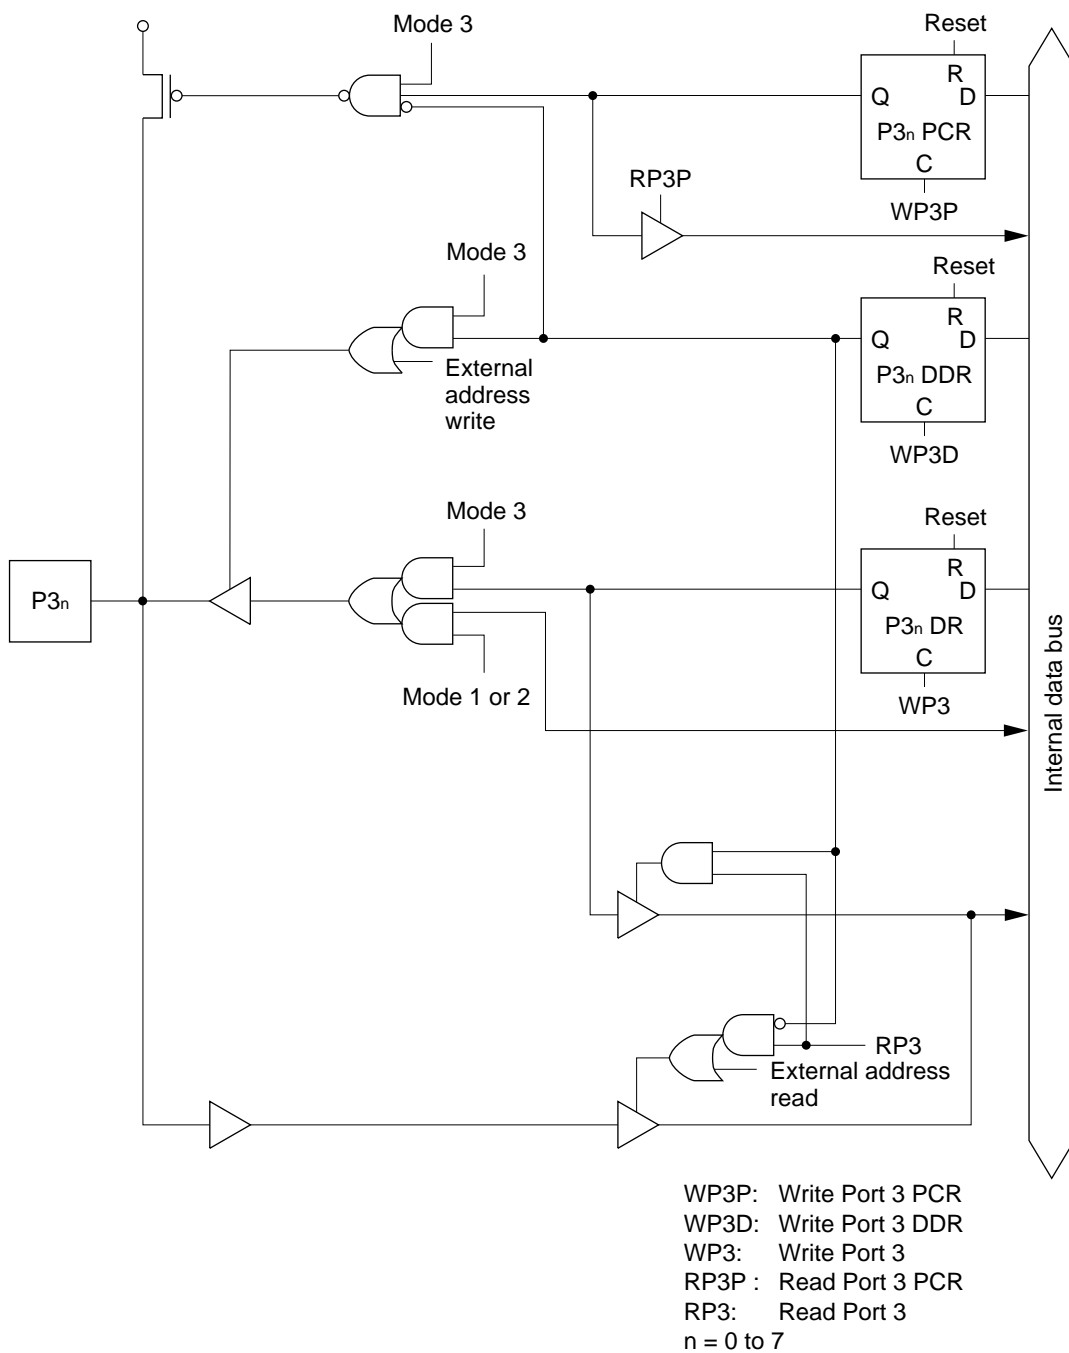 Mode 3
Reset
R
Q
D
P3n PCR
C
RP3P
WP3P
Mode 3
Reset
R
Q
D
P3n DDR
C
External
address
write
WP3D
Mode 3
Reset
R
Q
D
P3n
P3n DR
C
Mode 1 or 2
WP3
Internal data bus
RP3
External address
read
WP3P: Write Port 3 PCR
WP3D: Write Port 3 DDR
WP3: Write Port 3
RP3P : Read Port 3 PCR
RP3: Read Port 3
n = 0 to 7